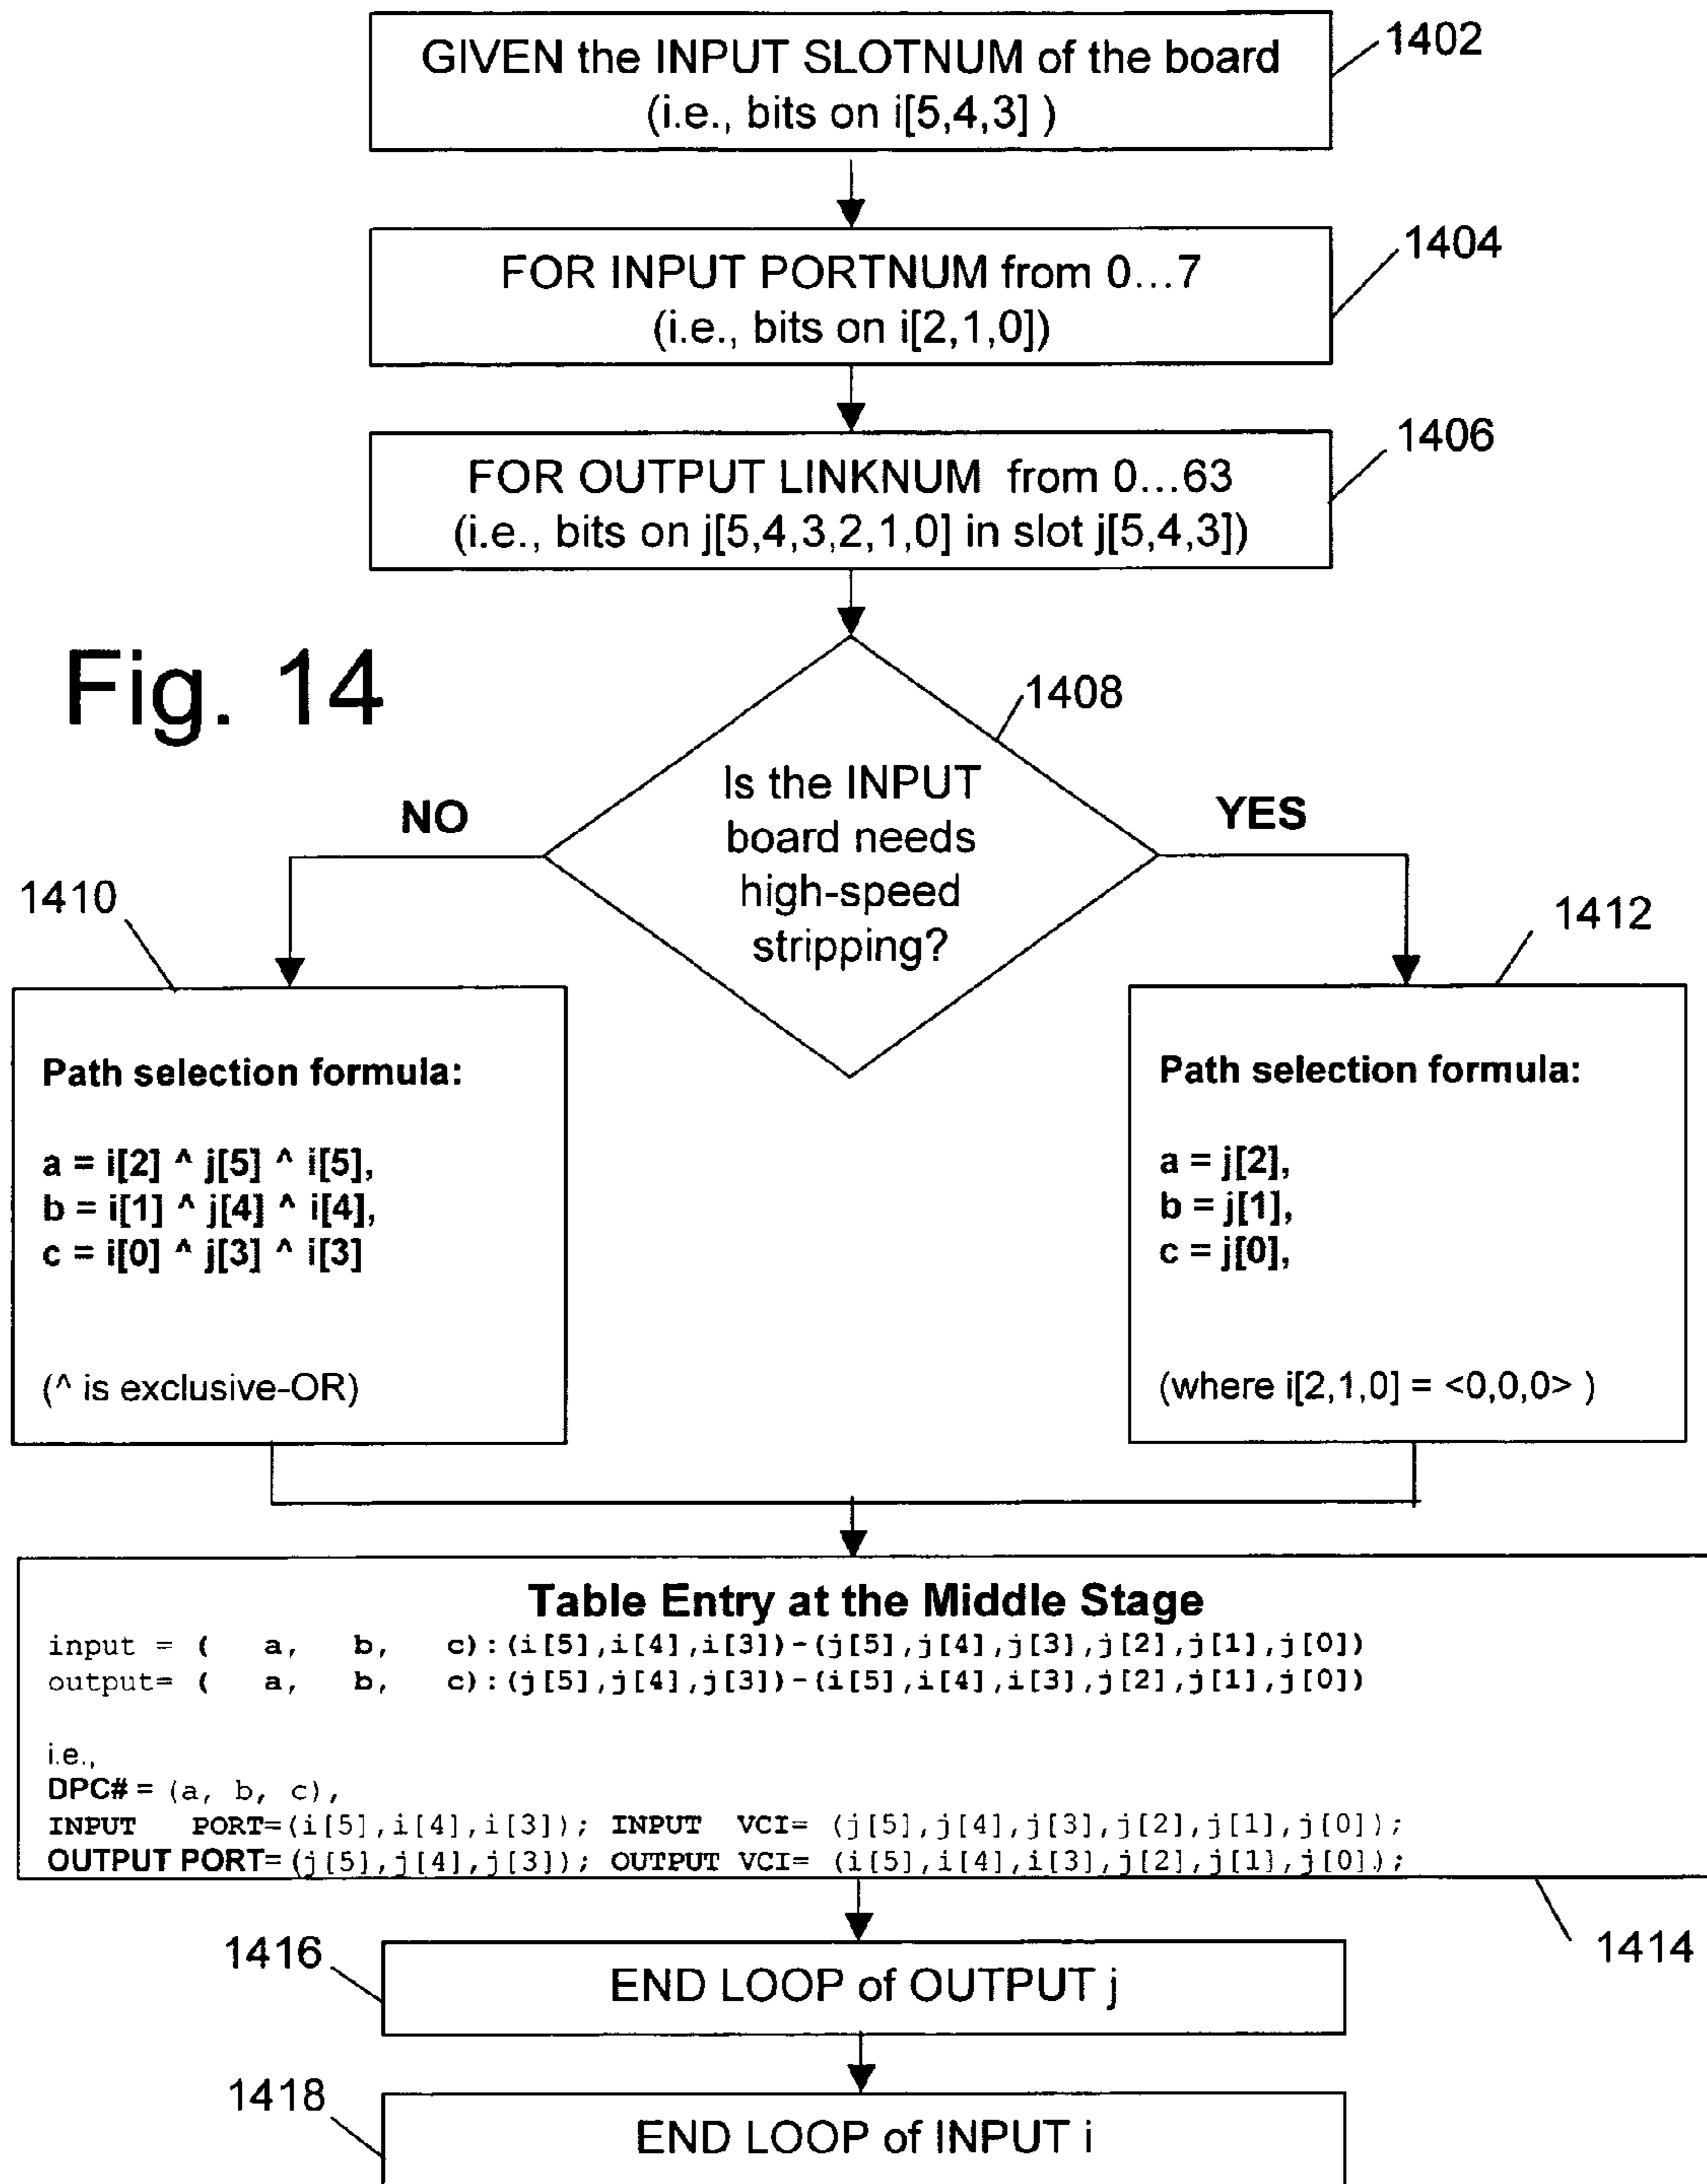 GIVEN the INPUT SLOTNUM of the board
(i.e., bits on i[5,4,3] )
1402
FOR INPUT PORTNUM from 0...7
(i.e., bits on i[2,1,0])
1404
FOR OUTPUT LINKNUM from 0...63
(i.e., bits on j[5,4,3,2,1,0] in slot j[5,4,3])
1406
Fig. 14
1408
Is the INPUT
board needs
high-speed
stripping?
NO
YES
1410
Path selection formula:
a = i[2] ^ j[5] ^ i[5],
b = i[1] ^ j[4] ^ i[4],
c = i[0] ^ j[3] ^ i[3]
(^ is exclusive-OR)
1412
Path selection formula:
a = j[2],
b = j[1],
c = j[0],
(where i[2,1,0] = <0,0,0> )
Table Entry at the Middle Stage
input = ( a, b, c):(i[5],i[4],i[3])-(j[5],j[4],j[3],j[2],j[1],j[0])
output= ( a, b, c):(j[5],j[4],j[3])-(i[5],i[4],i[3],j[2],j[1],j[0])
i.e.,
DPC# = (a, b, c),
INPUT PORT=(i[5],i[4],i[3]); INPUT VCI= (j[5],j[4],j[3],j[2],j[1],j[0]);
OUTPUT PORT=(j[5],j[4],j[3]); OUTPUT VCI= (i[5],i[4],i[3],j[2],j[1],j[0]);
1414
1416
END LOOP of OUTPUT j
1418
END LOOP of INPUT i